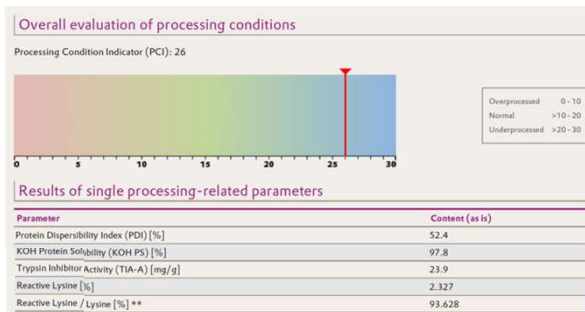 Overall evaluation of processing conditions
Processing Condition Indicator (PCI): 26
Overprocessed 0 - 10
Normal >10 - 20
Underprocessed >20 - 30
0 5 10 15 20 25 30
Results of single processing-related parameters
Parameter Content (as is)
Protein Dispersibility Index (PDI) [%] 52.4
KOH Protein Solubility (KOH PS) [%] 97.8
Trypsin Inhibitor Activity (TIA-A) [mg/g] 23.9
Reactive Lysine [%] 2.327
Reactive Lysine / Lysine [%] ** 93.628